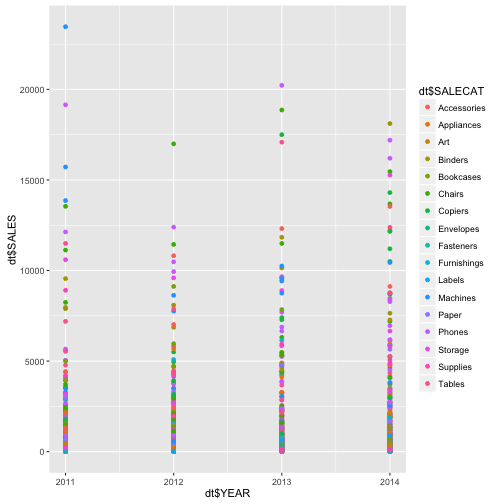 dt$SALES
20000
15000
10000
5000
0
2011 2012 2013 2014
dt$YEAR
dt$SALECAT
Accessories
Appliances
Art
Binders
Bookcases
Chairs
Copiers
Envelopes
Fasteners
Furnishings
Labels
Machines
Paper
Phones
Storage
Supplies
Tables